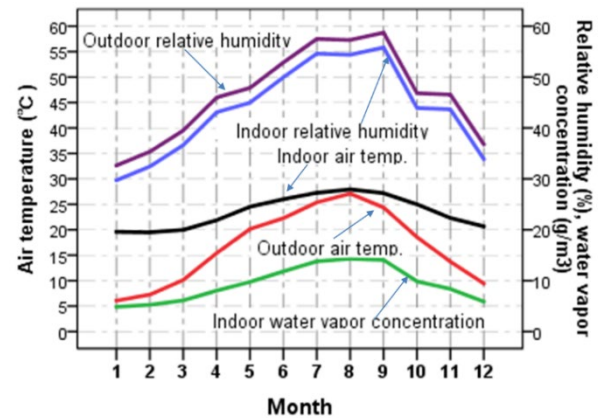 Air temperature (℃)
60
55
50
45
40
35
30
25
20
15
10
5
0
Outdoor relative humidity
Indoor relative humidity
Indoor air temp.
Outdoor air temp.
Indoor water vapor concentration
60
50
40
30
20
10
0
Relative humidity (%), water vapor
concentration (g/m3)
1 2 3 4 5 6 7 8 9 10 11 12
Month